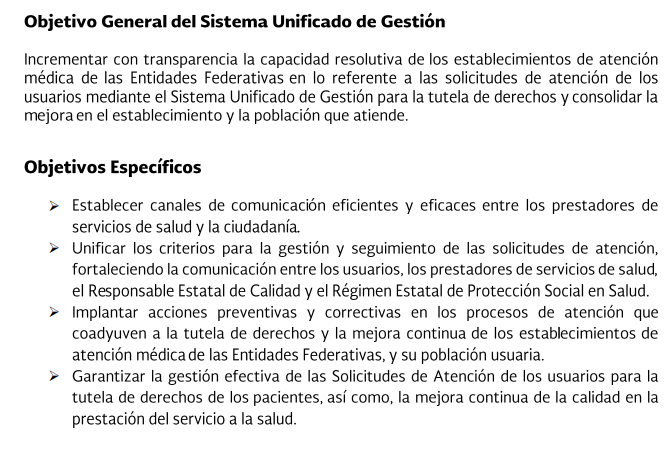 Objetivo General del Sistema Unificado de Gestión
Incrementar con transparencia la capacidad resolutiva de los establecimientos de atención
médica de las Entidades Federativas en lo referente a las solicitudes de atención de los
usuarios mediante el Sistema Unificado de Gestión para la tutela de derechos y consolidar la
mejora en el establecimiento y la población que atiende.
Objetivos Específicos
➢ Establecer canales de comunicación eficientes y eficaces entre los prestadores de
servicios de salud y la ciudadanía.
➢ Unificar los criterios para la gestión y seguimiento de las solicitudes de atención,
fortaleciendo la comunicación entre los usuarios, los prestadores de servicios de salud,
el Responsable Estatal de Calidad y el Régimen Estatal de Protección Social en Salud.
➢ Implantar acciones preventivas y correctivas en los procesos de atención que
coadyuven a la tutela de derechos y la mejora continua de los establecimientos de
atención médica de las Entidades Federativas, y su población usuaria.
➢ Garantizar la gestión efectiva de las Solicitudes de Atención de los usuarios para la
tutela de derechos de los pacientes, así como, la mejora continua de la calidad en la
prestación del servicio a la salud.